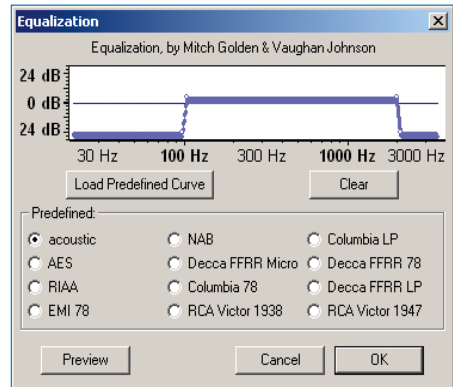 Equalization
Equalization, by Mitch Golden & Vaughan Johnson
24 dB
0 dB
24 dB
30 Hz 100 Hz 300 Hz 1000 Hz 3000 Hz
Load Predefined Curve Clear
Predefined:
acoustic NAB Columbia LP
AES Decca FFRR Micro Decca FFRR 78
RIAA Columbia 78 Decca FFRR LP
EMI 78 RCA Victor 1938 RCA Victor 1947
Preview Cancel OK